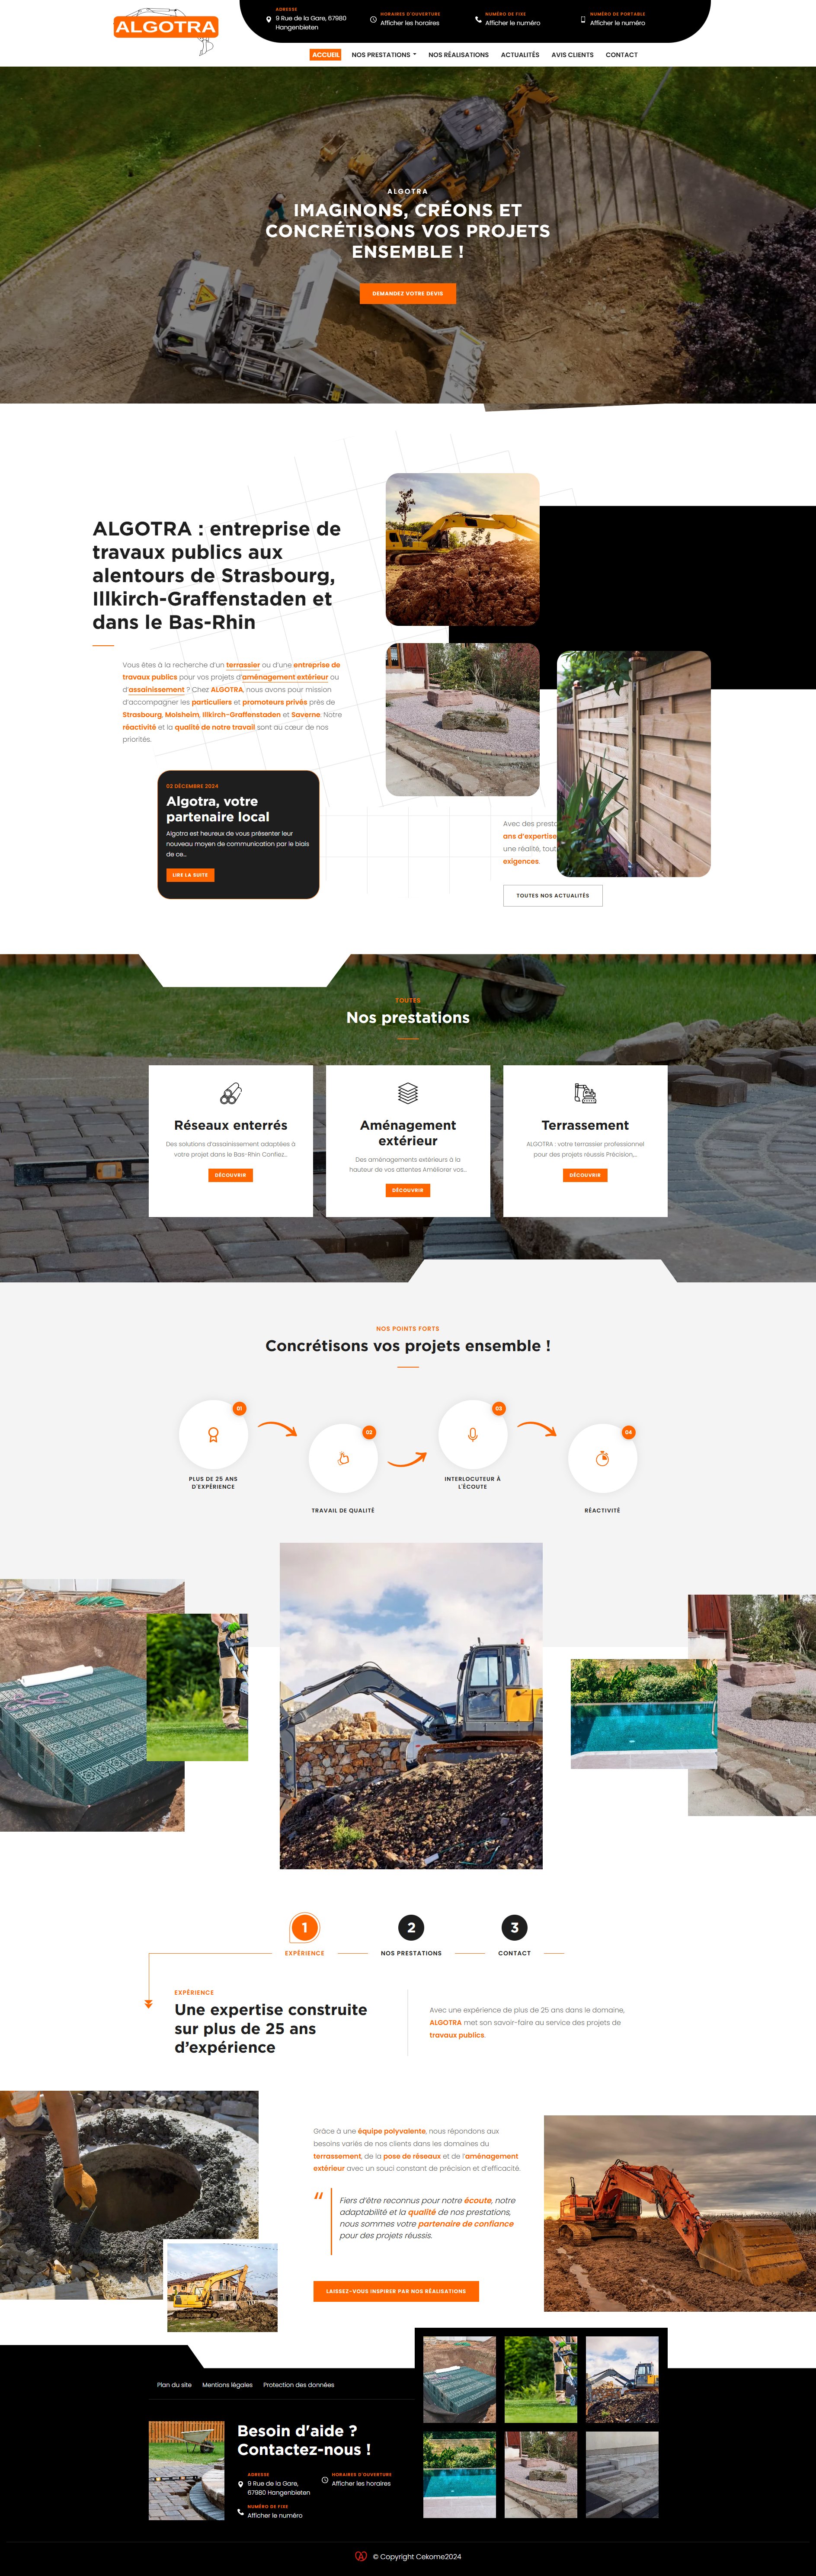 ALGOTRA
ADRESSE
9 Rue de la Gare, 67980
Hangenbieten
HORAIRES D'OUVERTURE
Afficher les horaires
NUMÉRO DE FIXE
Afficher le numéro
NUMÉRO DE PORTABLE
Afficher le numéro
ACCUEIL NOS PRESTATIONS NOS RÉALISATIONS ACTUALITÉS AVIS CLIENTS CONTACT
ALGOTRA
IMAGINONS, CRÉONS ET
CONCRÉTISONS VOS PROJETS
ENSEMBLE !
DEMANDEZ VOTRE DEVIS
ALGOTRA : entreprise de
travaux publics aux
alentours de Strasbourg,
Illkirch-Graffenstaden et
dans le Bas-Rhin
Vous êtes à la recherche d'un terrassier ou d'une entreprise de
travaux publics pour vos projets d'aménagement extérieur ou
d'assainissement ? Chez ALGOTRA, nous avons pour mission
d'accompagner les particuliers et promoteurs privés près de
Strasbourg, Molsheim, Illkirch-Graffenstaden et Saverne. Notre
réactivité et la qualité de notre travail sont au cœur de nos
priorités.
02 DÉCEMBRE 2024
Algotra, votre
partenaire local
Algotra est heureux de vous présenter leur
nouveau moyen de communication par le biais
de ce...
LIRE LA SUITE
Avec des
ans d'expertise
une réalité, tout
exigences.
TOUTES NOS ACTUALITÉS
TOUTES
Nos prestations
Réseaux enterrés
Des solutions d'assainissement adaptées à
votre projet dans le Bas-Rhin Confiez...
DÉCOUVRIR
Aménagement
extérieur
Des aménagements extérieurs à la
hauteur de vos attentes Améliorer vos...
DÉCOUVRIR
Terrassement
ALGOTRA : votre terrassier professionnel
pour des projets réussis Précision,...
DÉCOUVRIR
NOS POINTS FORTS
Concrétisons vos projets ensemble !
01
PLUS DE 25 ANS
D'EXPÉRIENCE
02
TRAVAIL DE QUALITÉ
03
INTERLOCUTEUR À
L'ÉCOUTE
04
RÉACTIVITÉ
1
EXPÉRIENCE
2
NOS PRESTATIONS
3
CONTACT
EXPÉRIENCE
Une expertise construite
sur plus de 25 ans
d'expérience
Avec une expérience de plus de 25 ans dans le domaine,
ALGOTRA met son savoir-faire au service des projets de
travaux publics.
Grâce à une équipe polyvalente, nous répondons aux
besoins variés de nos clients dans les domaines du
terrassement, de la pose de réseaux et de l'aménagement
extérieur avec un souci constant de précision et d'efficacité.
“
Fiers d'être reconnus pour notre écoute, notre
adaptabilité et la qualité de nos prestations,
nous sommes votre partenaire de confiance
pour des projets réussis.
LAISSEZ-VOUS INSPIRER PAR NOS RÉALISATIONS
Plan du site Mentions légales Protection des données
Besoin d'aide ?
Contactez-nous !
ADRESSE
9 Rue de la Gare,
67980 Hangenbieten
HORAIRES D'OUVERTURE
Afficher les horaires
NUMÉRO DE FIXE
Afficher le numéro
© Copyright Cekome2024